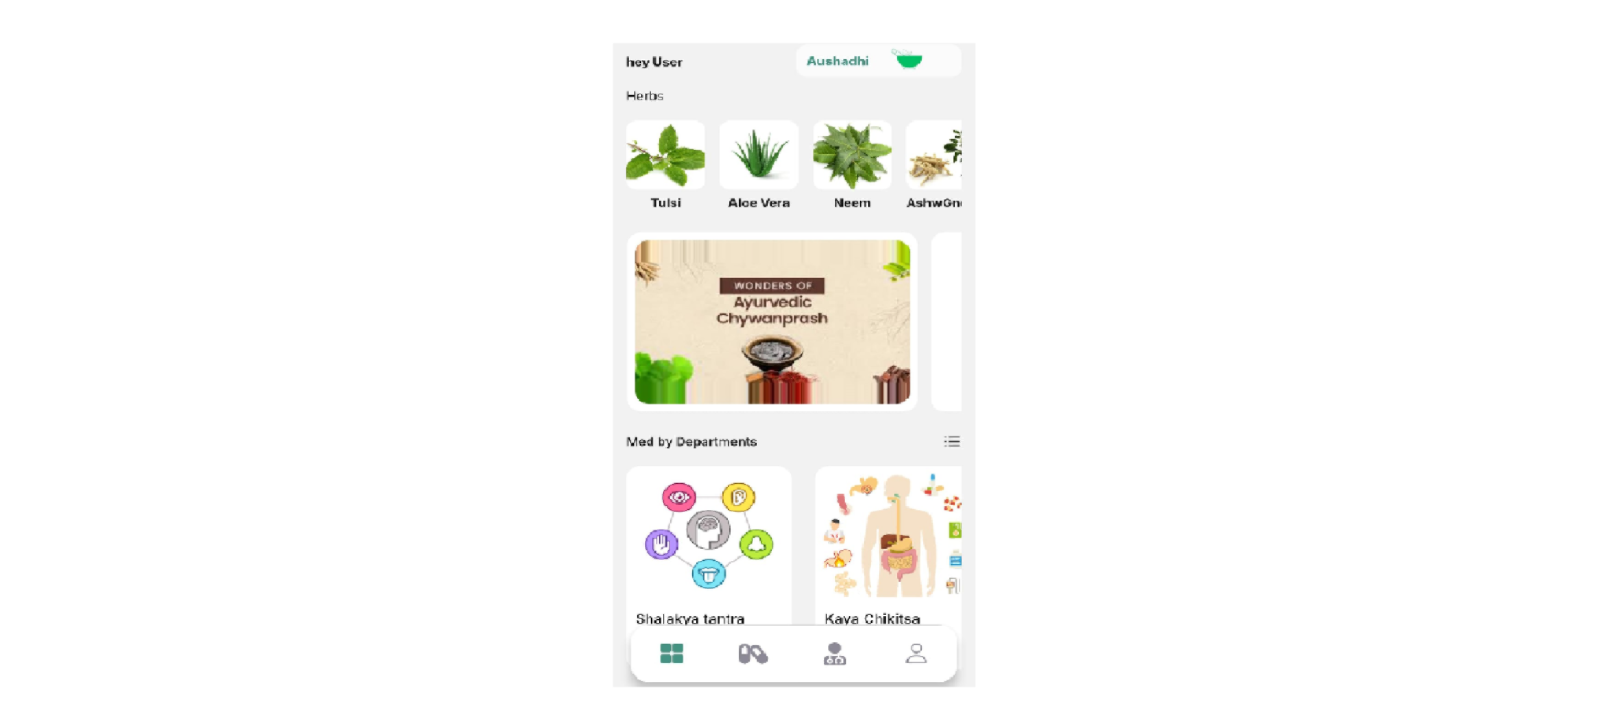 hey User
Aushadhi
Herbs
Tulsi
Aloe Vera
Neem
WONDERS OF
Ayurvedic
Chywanprash
Med by Departments
Shalakya tantra
Kaya Chikitsa